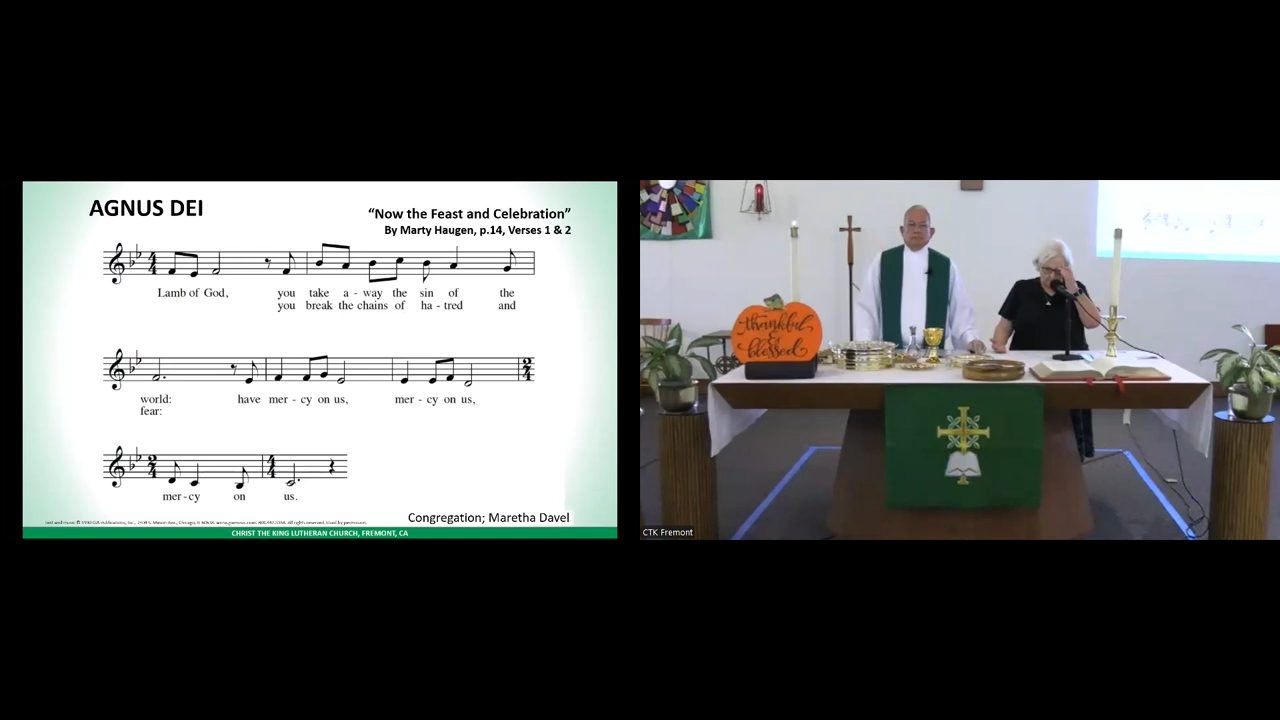 AGNUS DEI
“Now the Feast and Celebration”
By Marty Haugen, p.14, Verses 1 & 2
Lamb of God, you take a - way the sin of the
you break the chains of ha - tred and
world: have mer - cy on us, mer - cy on us,
fear:
mer - cy on us.
Congregation; Maretha Davel
CHRIST THE KING LUTHERAN CHURCH, FREMONT, CA
thankful
&
blessed
CTK Fremont